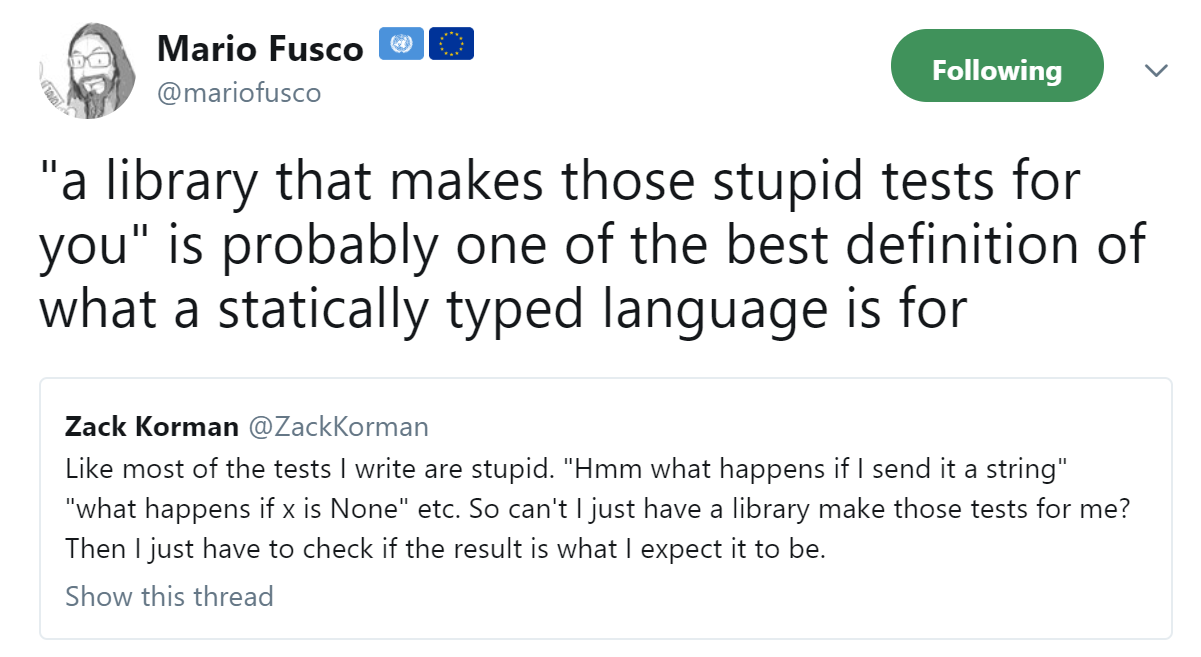 Mario Fusco
Following
@mariofusco
"a library that makes those stupid tests for
you" is probably one of the best definition of
what a statically typed language is for
Zack Korman @ZackKorman
Like most of the tests I write are stupid. "Hmm what happens if I send it a string"
"what happens if x is None" etc. So can't I just have a library make those tests for me?
Then I just have to check if the result is what I expect it to be.
Show this thread